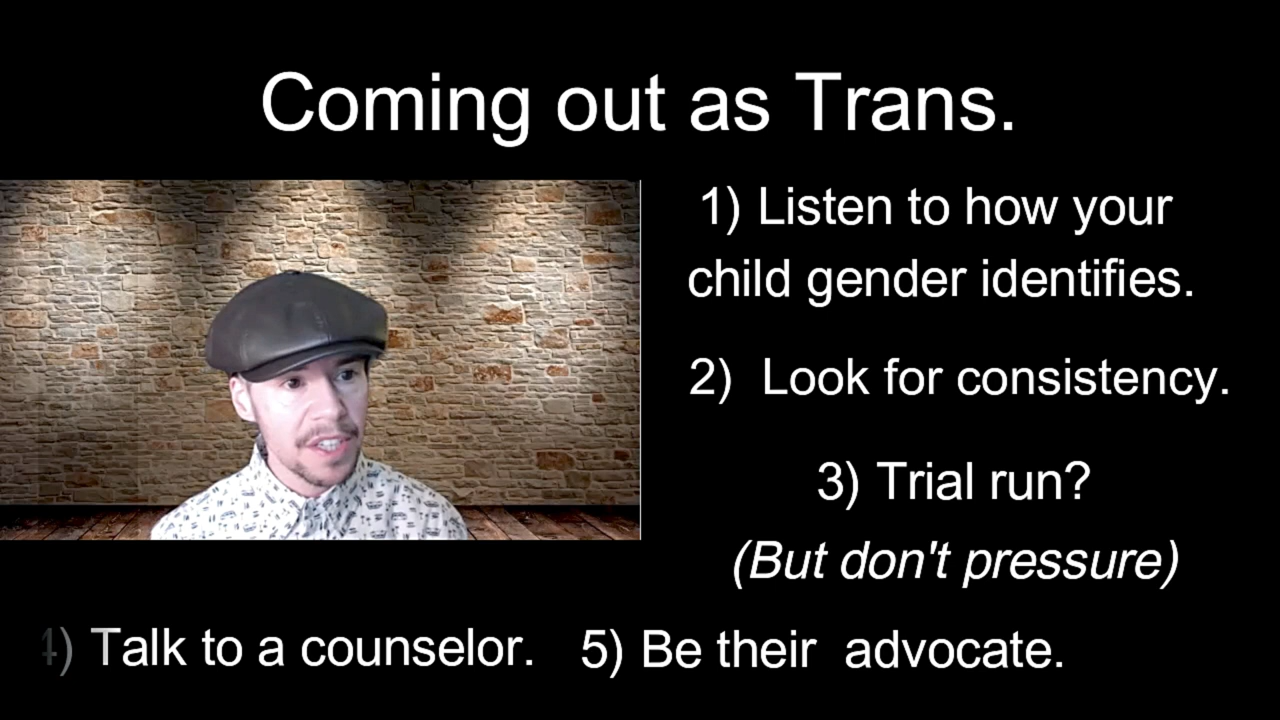 Coming out as Trans.
1) Listen to how your
child gender identifies.
2) Look for consistency.
3) Trial run?
(But don't pressure)
4) Talk to a counselor. 5) Be their advocate.